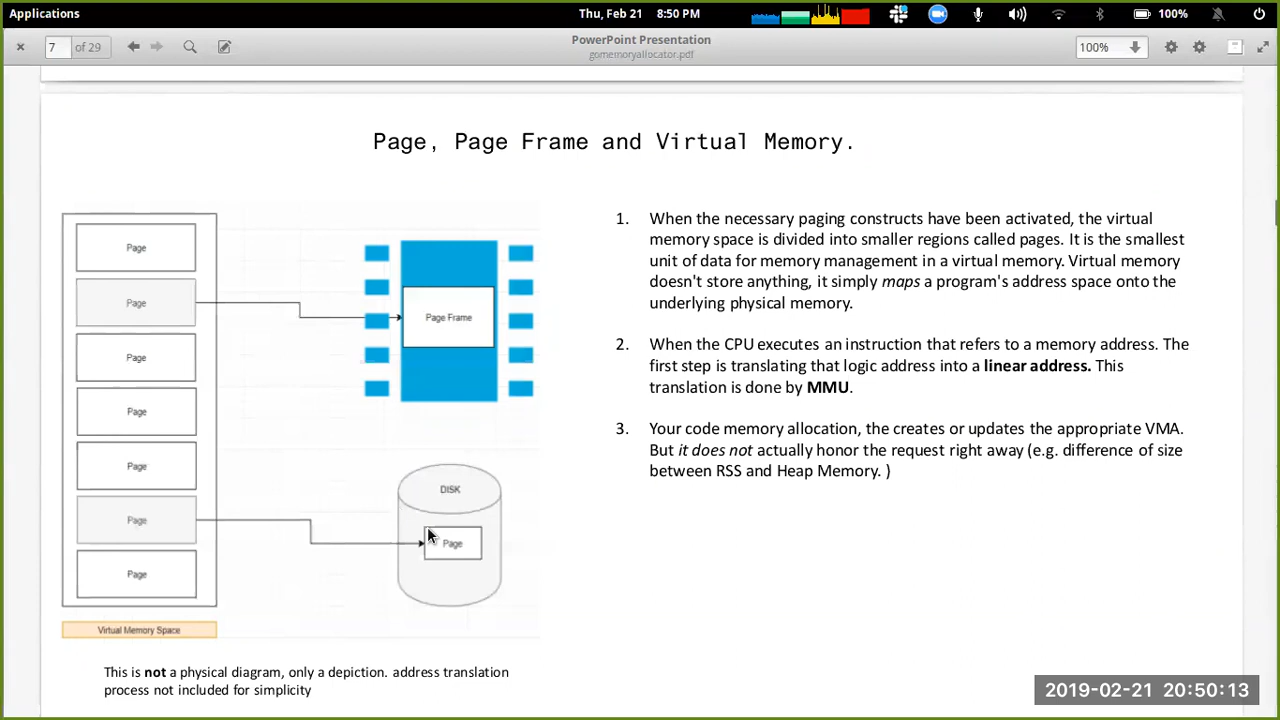 Applications
Thu, Feb 21 8:50 PM
100%
7 of 29
PowerPoint Presentation
gomemoryallocator.pdf
100%
Page, Page Frame and Virtual Memory.
Page
Page
Page
Page
Page
Page
Page
Virtual Memory Space
Page Frame
DISK
Page
This is not a physical diagram, only a depiction. address translation
process not included for simplicity
1. When the necessary paging constructs have been activated, the virtual
memory space is divided into smaller regions called pages. It is the smallest
unit of data for memory management in a virtual memory. Virtual memory
doesn't store anything, it simply maps a program's address space onto the
underlying physical memory.
2. When the CPU executes an instruction that refers to a memory address. The
first step is translating that logic address into a linear address. This
translation is done by MMU.
3. Your code memory allocation, the creates or updates the appropriate VMA.
But it does not actually honor the request right away (e.g. difference of size
between RSS and Heap Memory. )
2019-02-21 20:50:13